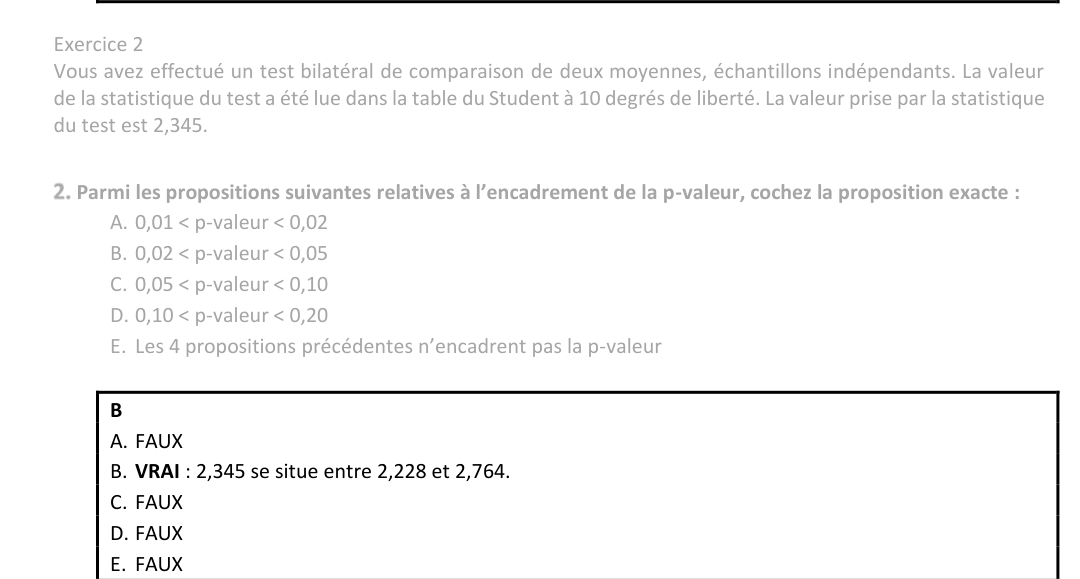 Exercice 2
Vous avez effectué un test bilatéral de comparaison de deux moyennes, échantillons indépendants. La valeur
de la statistique du test a été lue dans la table du Student à 10 degrés de liberté. La valeur prise par la statistique
du test est 2,345.
2. Parmi les propositions suivantes relatives à l’encadrement de la p-valeur, cochez la proposition exacte :
A. 0,01 < p-valeur < 0,02
B. 0,02 < p-valeur < 0,05
C. 0,05 < p-valeur < 0,10
D. 0,10 < p-valeur < 0,20
E. Les 4 propositions précédentes n’encadrent pas la p-valeur
B
A. FAUX
B. VRAI : 2,345 se situe entre 2,228 et 2,764.
C. FAUX
D. FAUX
E. FAUX